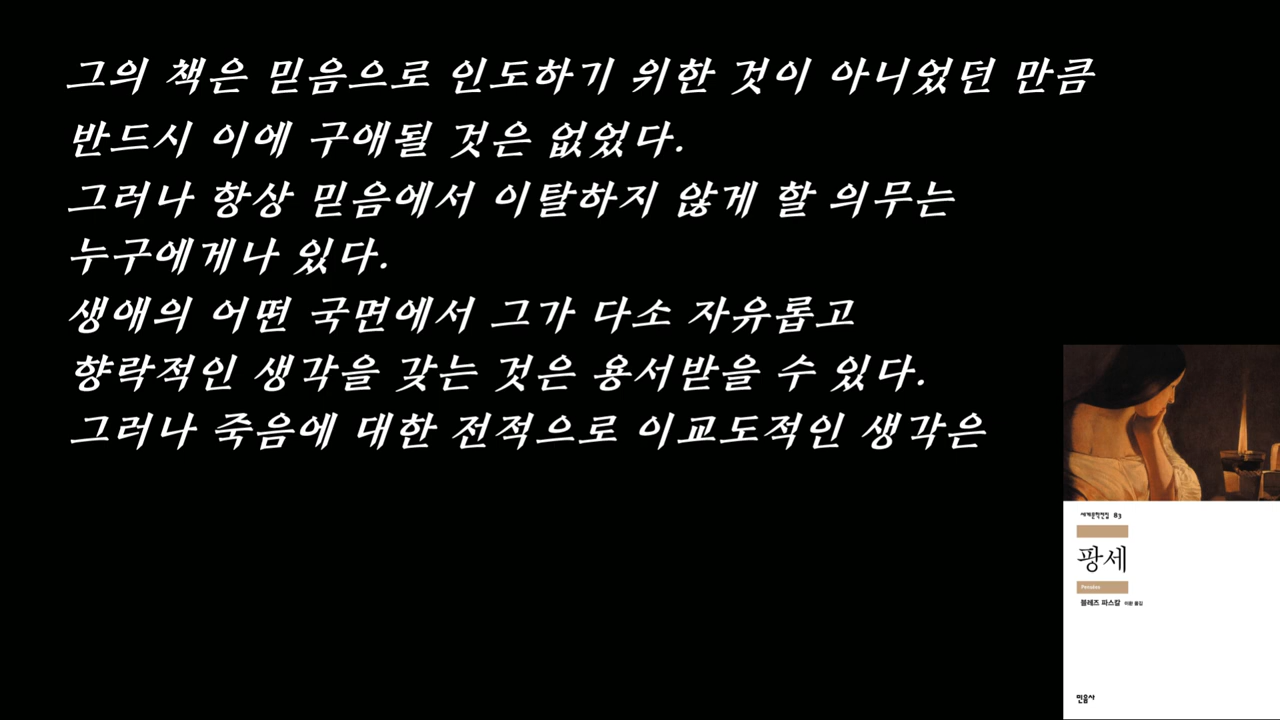 그의 책은 믿음으로 인도하기 위한 것이 아니었던 만큼
반드시 이에 구애될 것은 없었다.
그러나 항상 믿음에서 이탈하지 않게 할 의무는
누구에게나 있다.
생애의 어떤 국면에서 그가 다소 자유롭고
향락적인 생각을 갖는 것은 용서받을 수 있다.
그러나 죽음에 대한 전적으로 이교도적인 생각은
세계문학전집 83
팡세
Pensées
블레즈 파스칼 이환 옮김
민음사